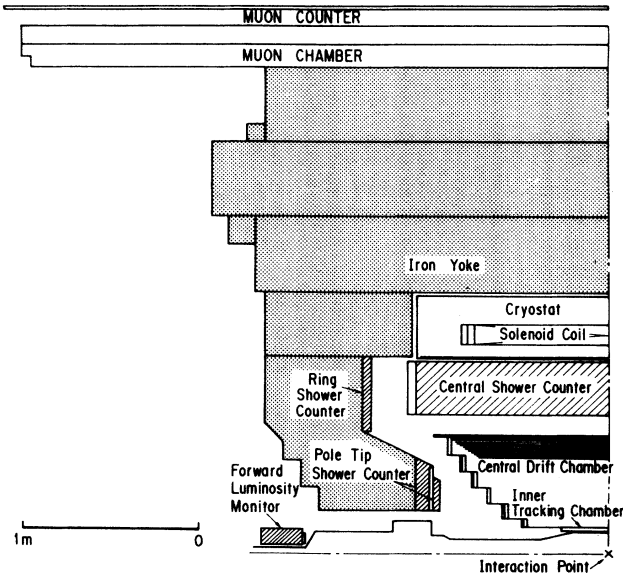 MUON COUNTER
MUON CHAMBER
Iron Yoke
Cryostat
Solenoid Coil
Ring
Shower
Counter
Central Shower Counter
Pole Tip
Shower Counter
Central Drift Chamber
Forward
Luminosity
Monitor
Inner
Tracking Chamber
1m
0
Interaction Point